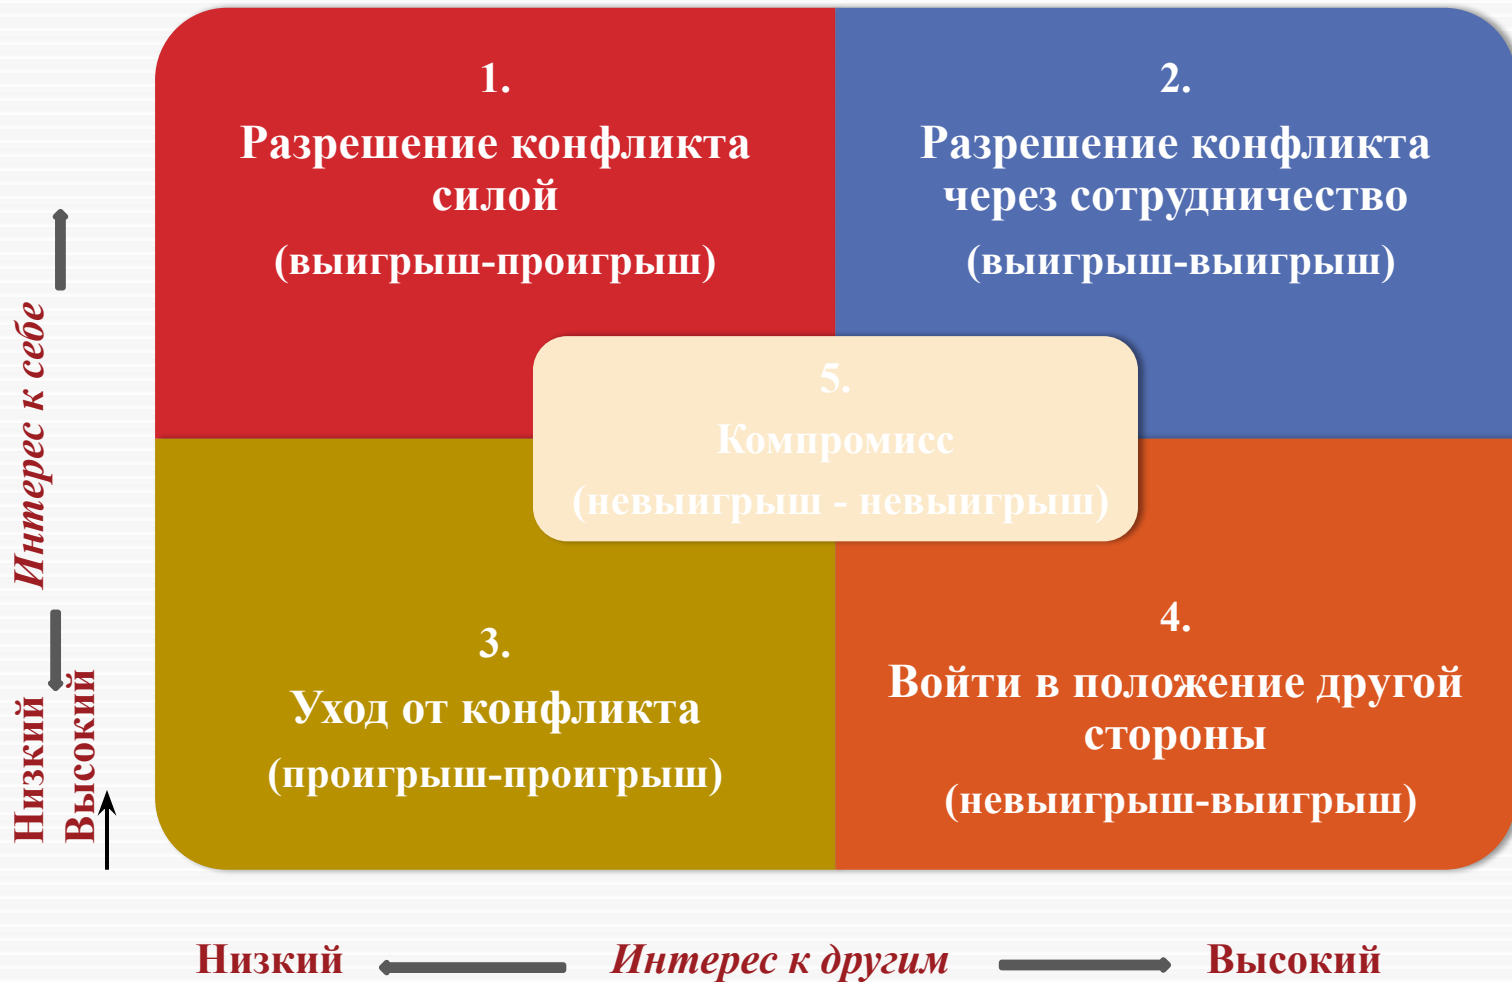 1.
Разрешение конфликта
силой
(выигрыш-проигрыш)
2.
Разрешение конфликта
через сотрудничество
(выигрыш-выигрыш)
5.
Компромисс
(невыигрыш - невыигрыш)
3.
Уход от конфликта
(проигрыш-проигрыш)
4.
Войти в положение другой
стороны
(невыигрыш-выигрыш)
Интерес к себе
Низкий
Высокий
Низкий
Интерес к другим
Высокий